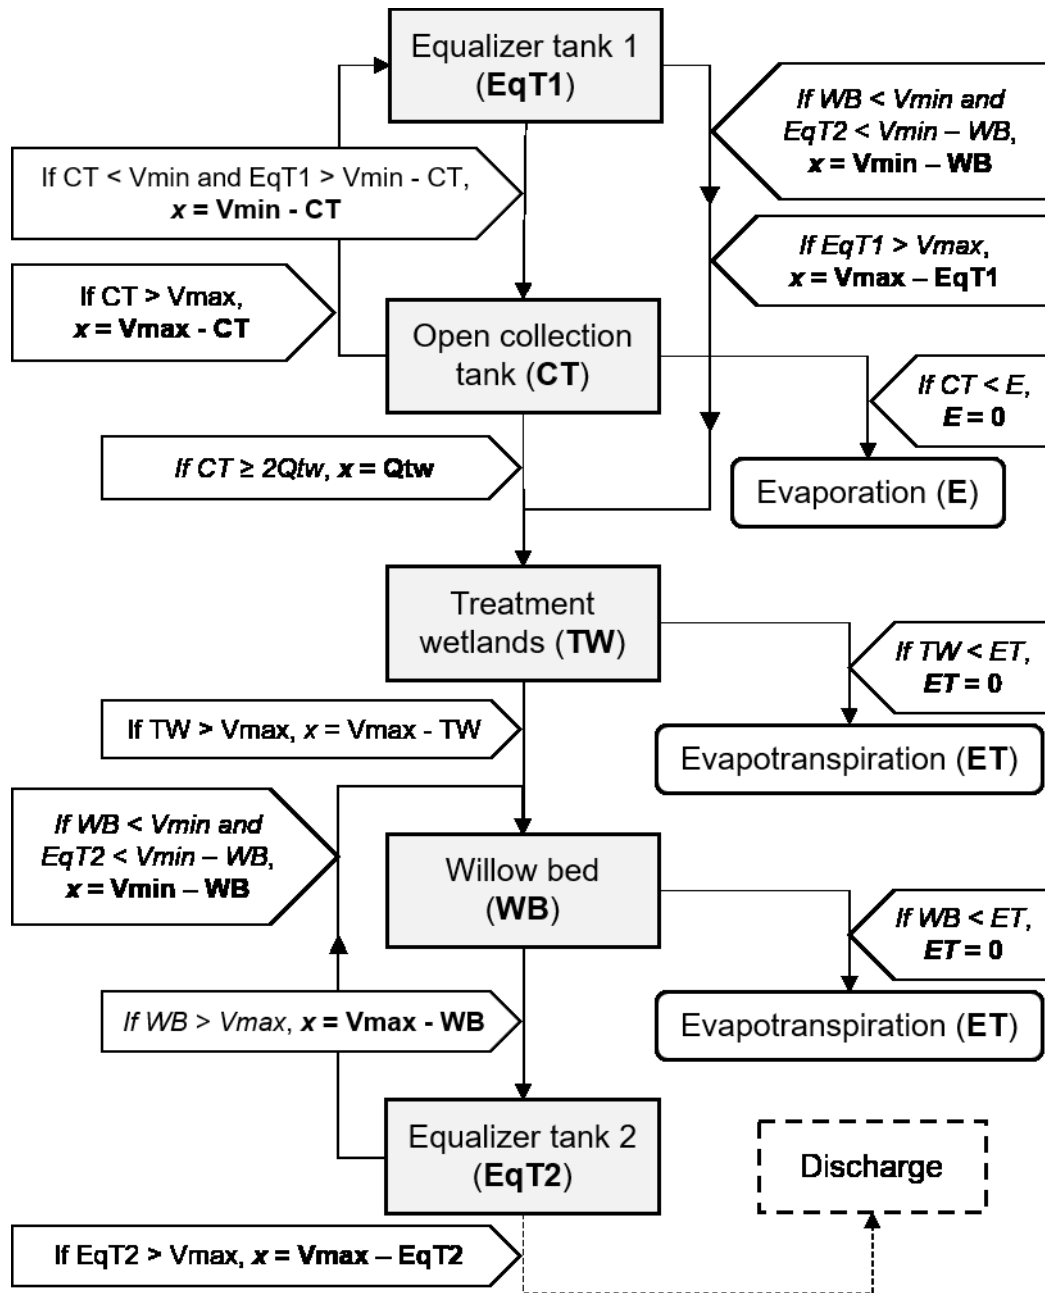 Equalizer tank 1
(EqT1)
If WB < Vmin and
EqT2 < Vmin – WB,
x = Vmin – WB
If CT < Vmin and EqT1 > Vmin - CT,
x = Vmin - CT
If EqT1 > Vmax,
x = Vmax – EqT1
If CT > Vmax,
x = Vmax - CT
Open collection
tank (CT)
If CT < E,
E = 0
If CT ≥ 2Qtw, x = Qtw
Evaporation (E)
Treatment
wetlands (TW)
If TW < ET,
ET = 0
If TW > Vmax, x = Vmax - TW
Evapotranspiration (ET)
If WB < Vmin and
EqT2 < Vmin – WB,
x = Vmin – WB
Willow bed
(WB)
If WB < ET,
ET = 0
If WB > Vmax, x = Vmax - WB
Evapotranspiration (ET)
Equalizer tank 2
(EqT2)
Discharge
If EqT2 > Vmax, x = Vmax – EqT2